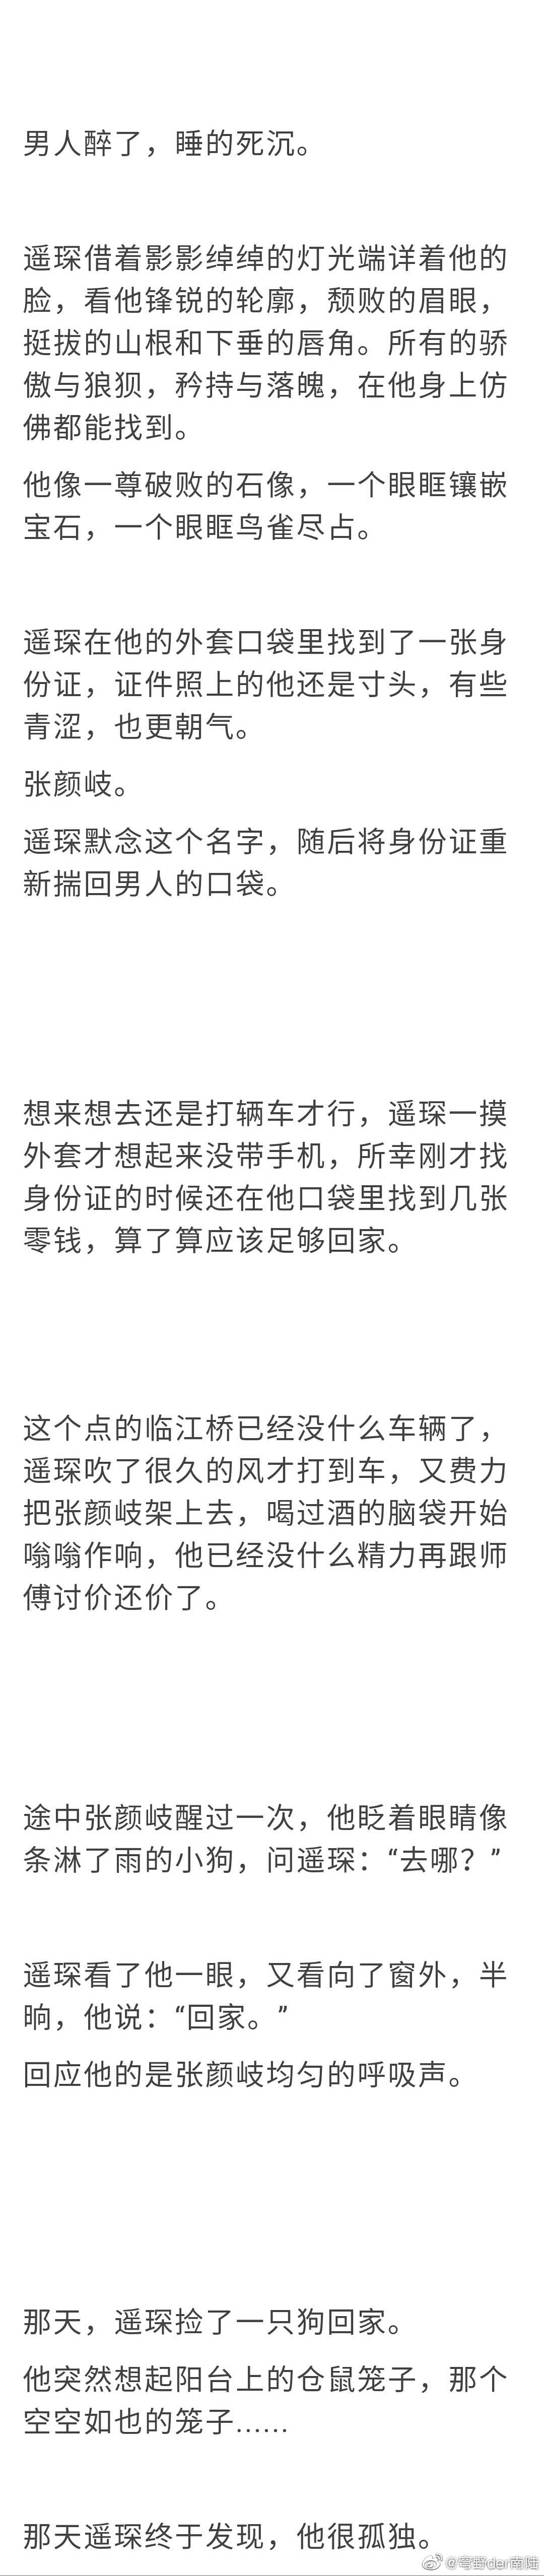 男人醉了，睡的死沉。
遥琛借着影影绰绰的灯光端详着他的
脸，看他锋锐的轮廓，颓败的眉眼，
挺拔的山根和下垂的唇角。所有的骄
傲与狼狈，矜持与落魄，在他身上仿
佛都能找到。
他像一尊破败的石像，一个眼眶镶嵌
宝石，一个眼眶鸟雀尽占。
遥琛在他的外套口袋里找到了一张身
份证，证件照上的他还是寸头，有些
青涩，也更朝气。
张颜岐。
遥琛默念这个名字，随后将身份证重
新揣回男人的口袋。
想来想去还是打辆车才行，遥琛一摸
外套才想起来没带手机，所幸刚才找
身份证的时候还在他口袋里找到几张
零钱，算了算应该足够回家。
这个点的临江桥已经没什么车辆了，
遥琛吹了很久的风才打到车，又费力
把张颜岐架上去，喝过酒的脑袋开始
嗡嗡作响，他已经没什么精力再跟师
傅讨价还价了。
途中张颜岐醒过一次，他眨着眼睛像
条淋了雨的小狗，问遥琛：“去哪？”
遥琛看了他一眼，又看向了窗外，半
晌，他说：“回家。”
回应他的是张颜岐均匀的呼吸声。
那天，遥琛捡了一只狗回家。
他突然想起阳台上的仓鼠笼子，那个
空空如也的笼子……
那天遥琛终于发现，他很孤独。
@穹野der南陆